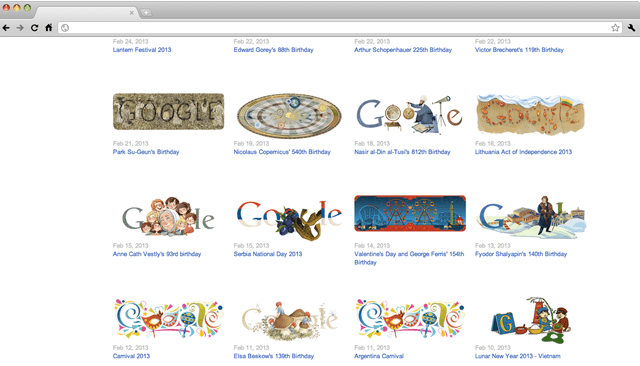 Feb 24, 2013
Lantern Festival 2013
Feb 22, 2013
Edward Gorey's 88th Birthday
Feb 22, 2013
Arthur Schopenhauer 225th Birthday
Feb 22, 2013
Victor Brecheret's 119th Birthday
GOOGLE
Google
Google
Feb 21, 2013
Park Su-Geun's Birthday
Feb 19, 2013
Nicolaus Copernicus' 540th Birthday
Feb 18, 2013
Nasir al-Din al-Tusi's 812th Birthday
Feb 16, 2013
Lithuania Act of Independence 2013
Google
Google
Google
Feb 15, 2013
Anne Cath Vestly's 93rd birthday
Feb 15, 2013
Serbia National Day 2013
Feb 14, 2013
Valentine's Day and George Ferris' 154th
Birthday
Feb 13, 2013
Fyodor Shalyapin's 140th Birthday
Google
Google
Google
Feb 12, 2013
Carnival 2013
Feb 11, 2013
Elsa Beskow's 139th Birthday
Feb 11, 2013
Argentina Carnival
Feb 10, 2013
Lunar New Year 2013 - Vietnam